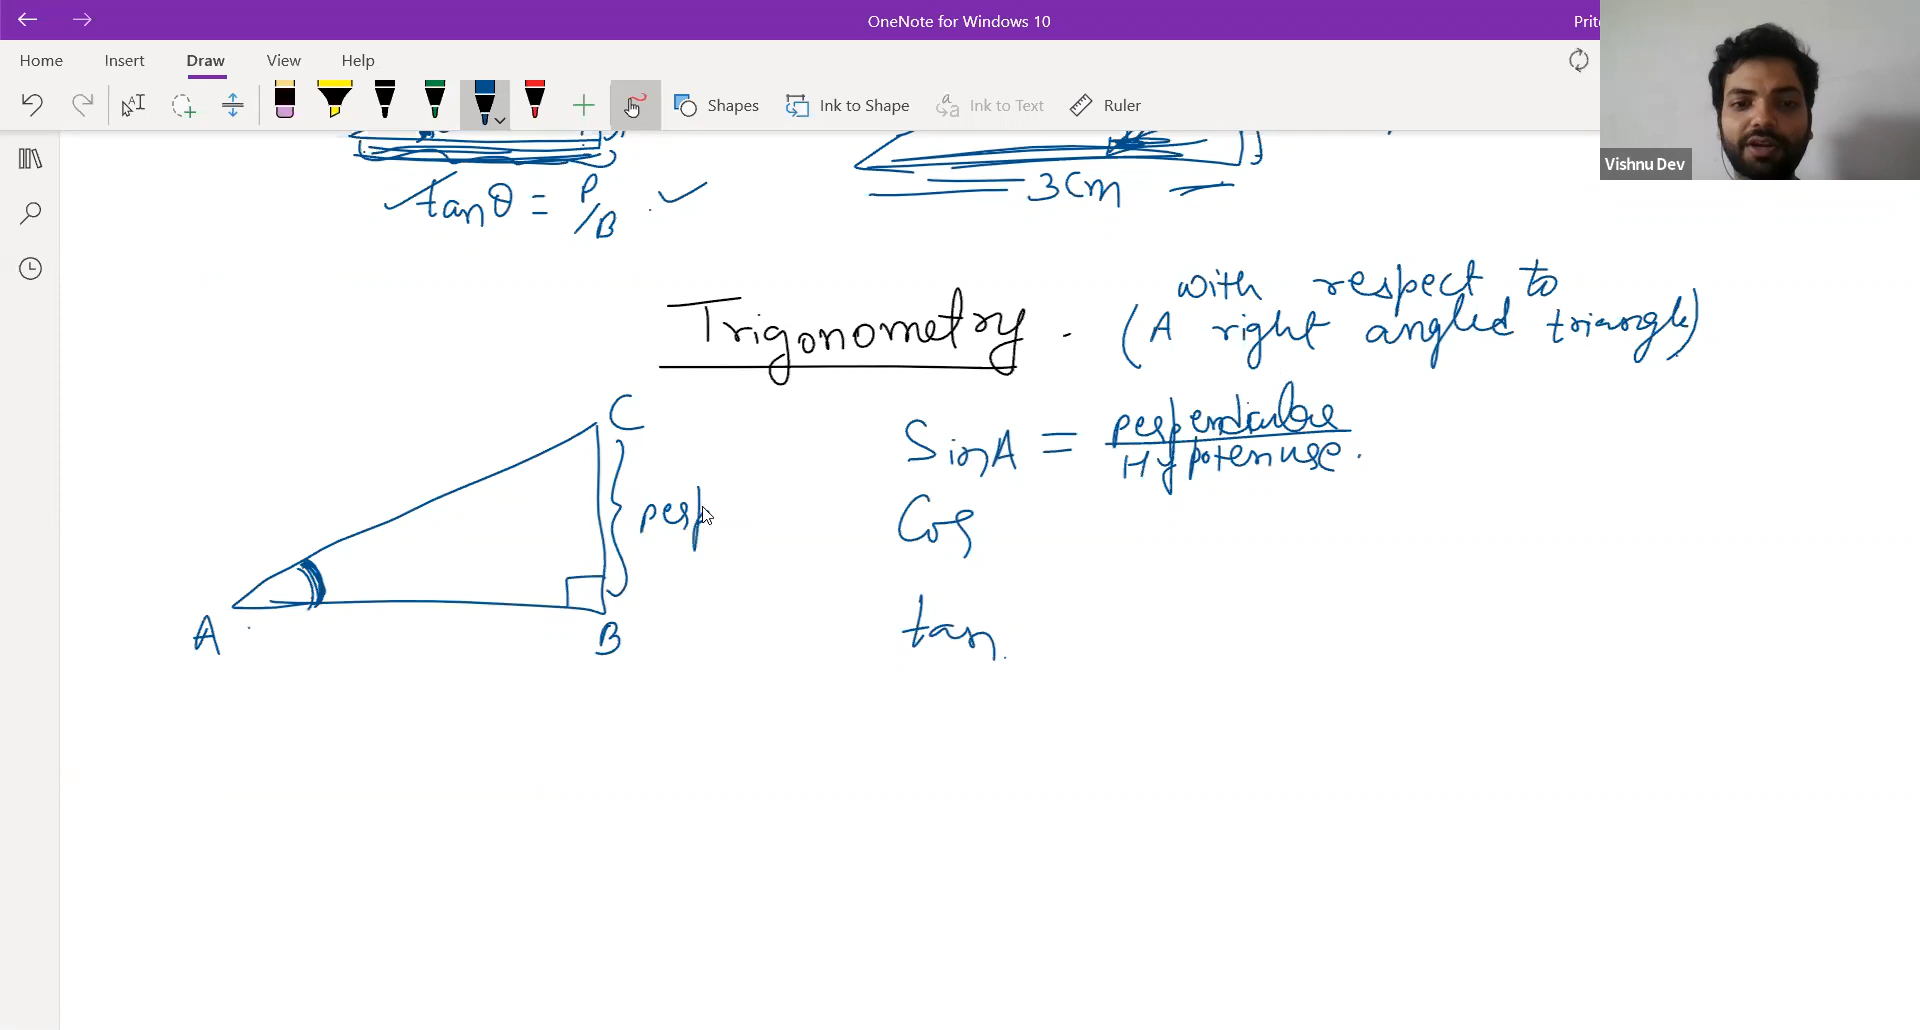 OneNote for Windows 10
Prit
Home Insert Draw View Help
Shapes Ink to Shape Ink to Text Ruler
Vishnu Dev
tanθ = P/B
3Cm
Trigonometry.
with respect to
(A right angled triangle)
C
SinA = perpendicular
Hypotenuse.
perp
Cos
tan
A
B